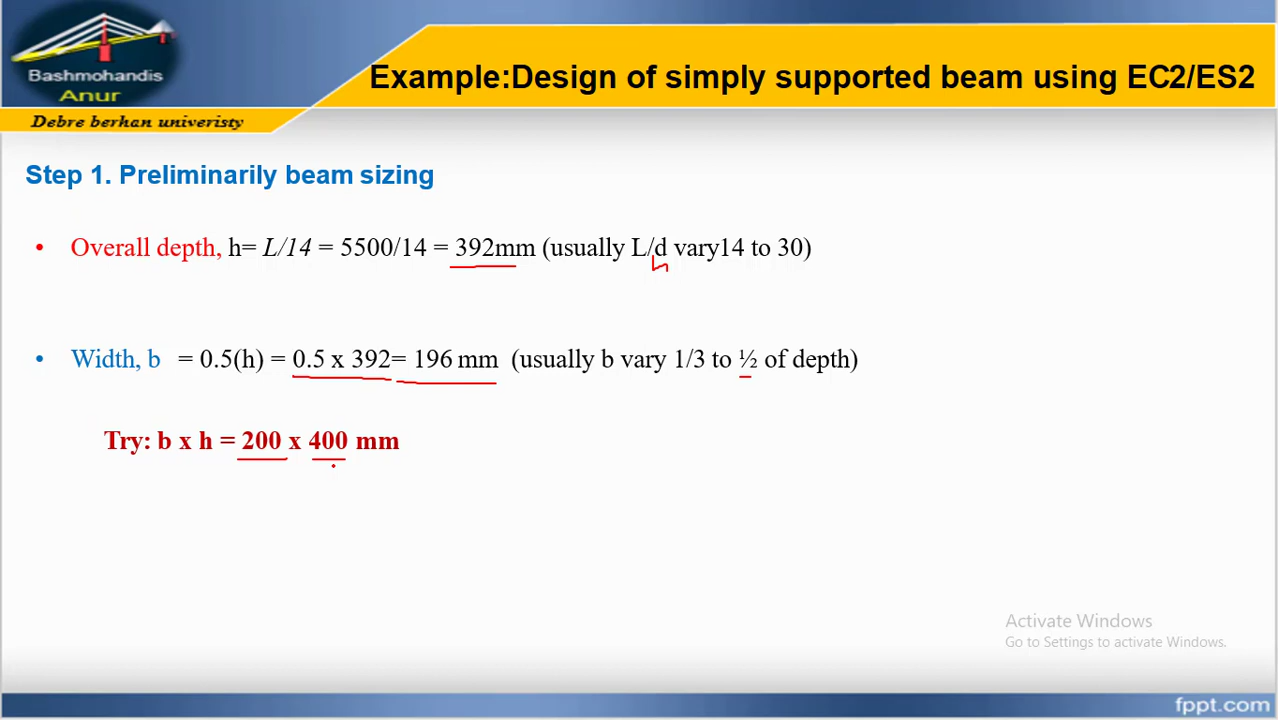 Bashmohandis
Anur
Debre berhan univeristy
Example:Design of simply supported beam using EC2/ES2
Step 1. Preliminarily beam sizing
• Overall depth, h= L/14 = 5500/14 = 392mm (usually L/d vary14 to 30)
h
• Width, b = 0.5(h) = 0.5 x 392= 196 mm (usually b vary 1/3 to ½ of depth)
Try: b x h = 200 x 400 mm
Activate Windows
Go to Settings to activate Windows.
fppt.com